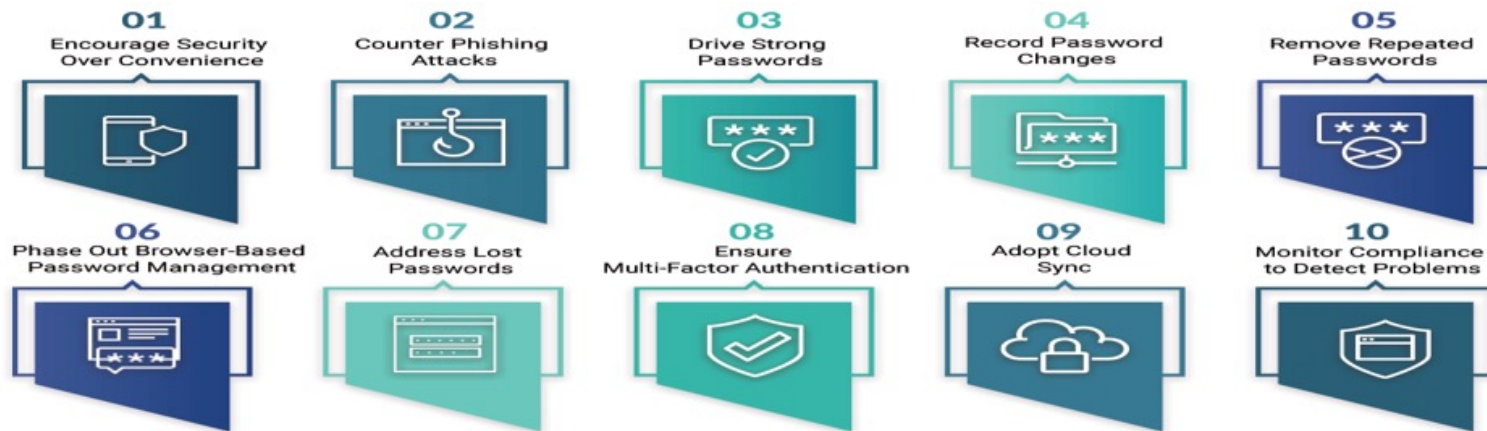 01
Encourage Security
Over Convenience
02
Counter Phishing
Attacks
03
Drive Strong
Passwords
04
Record Password
Changes
05
Remove Repeated
Passwords
06
Phase Out Browser-Based
Password Management
07
Address Lost
Passwords
08
Ensure
Multi-Factor Authentication
09
Adopt Cloud
Sync
10
Monitor Compliance
to Detect Problems